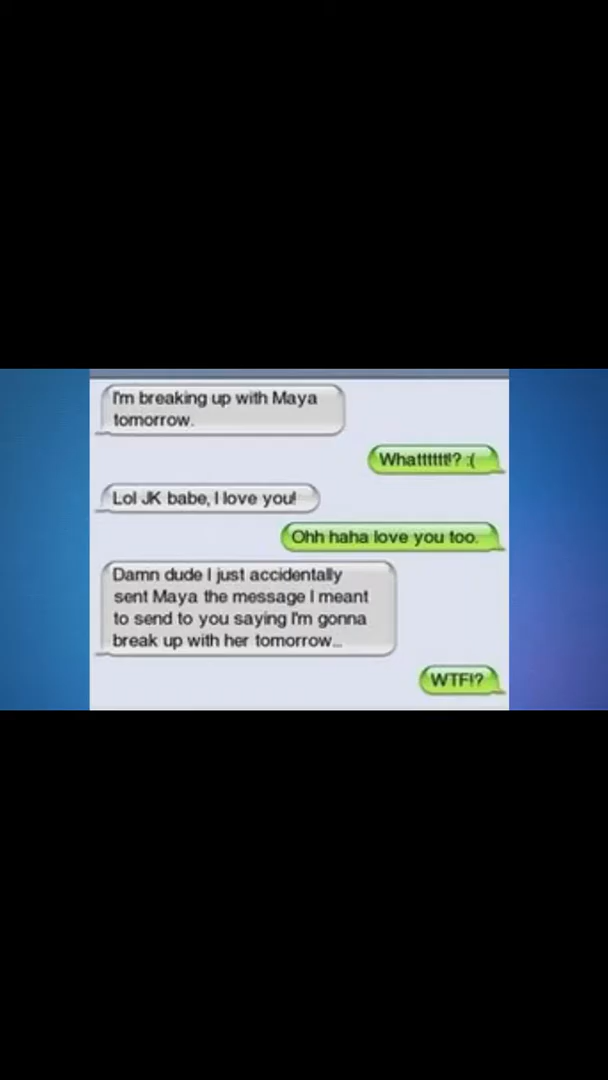 I'm breaking up with Maya
tomorrow.
Whattttttt!? :(
Lol JK babe, I love you!
Ohh haha love you too.
Damn dude I just accidentally
sent Maya the message I meant
to send to you saying I'm gonna
break up with her tomorrow...
WTF!?